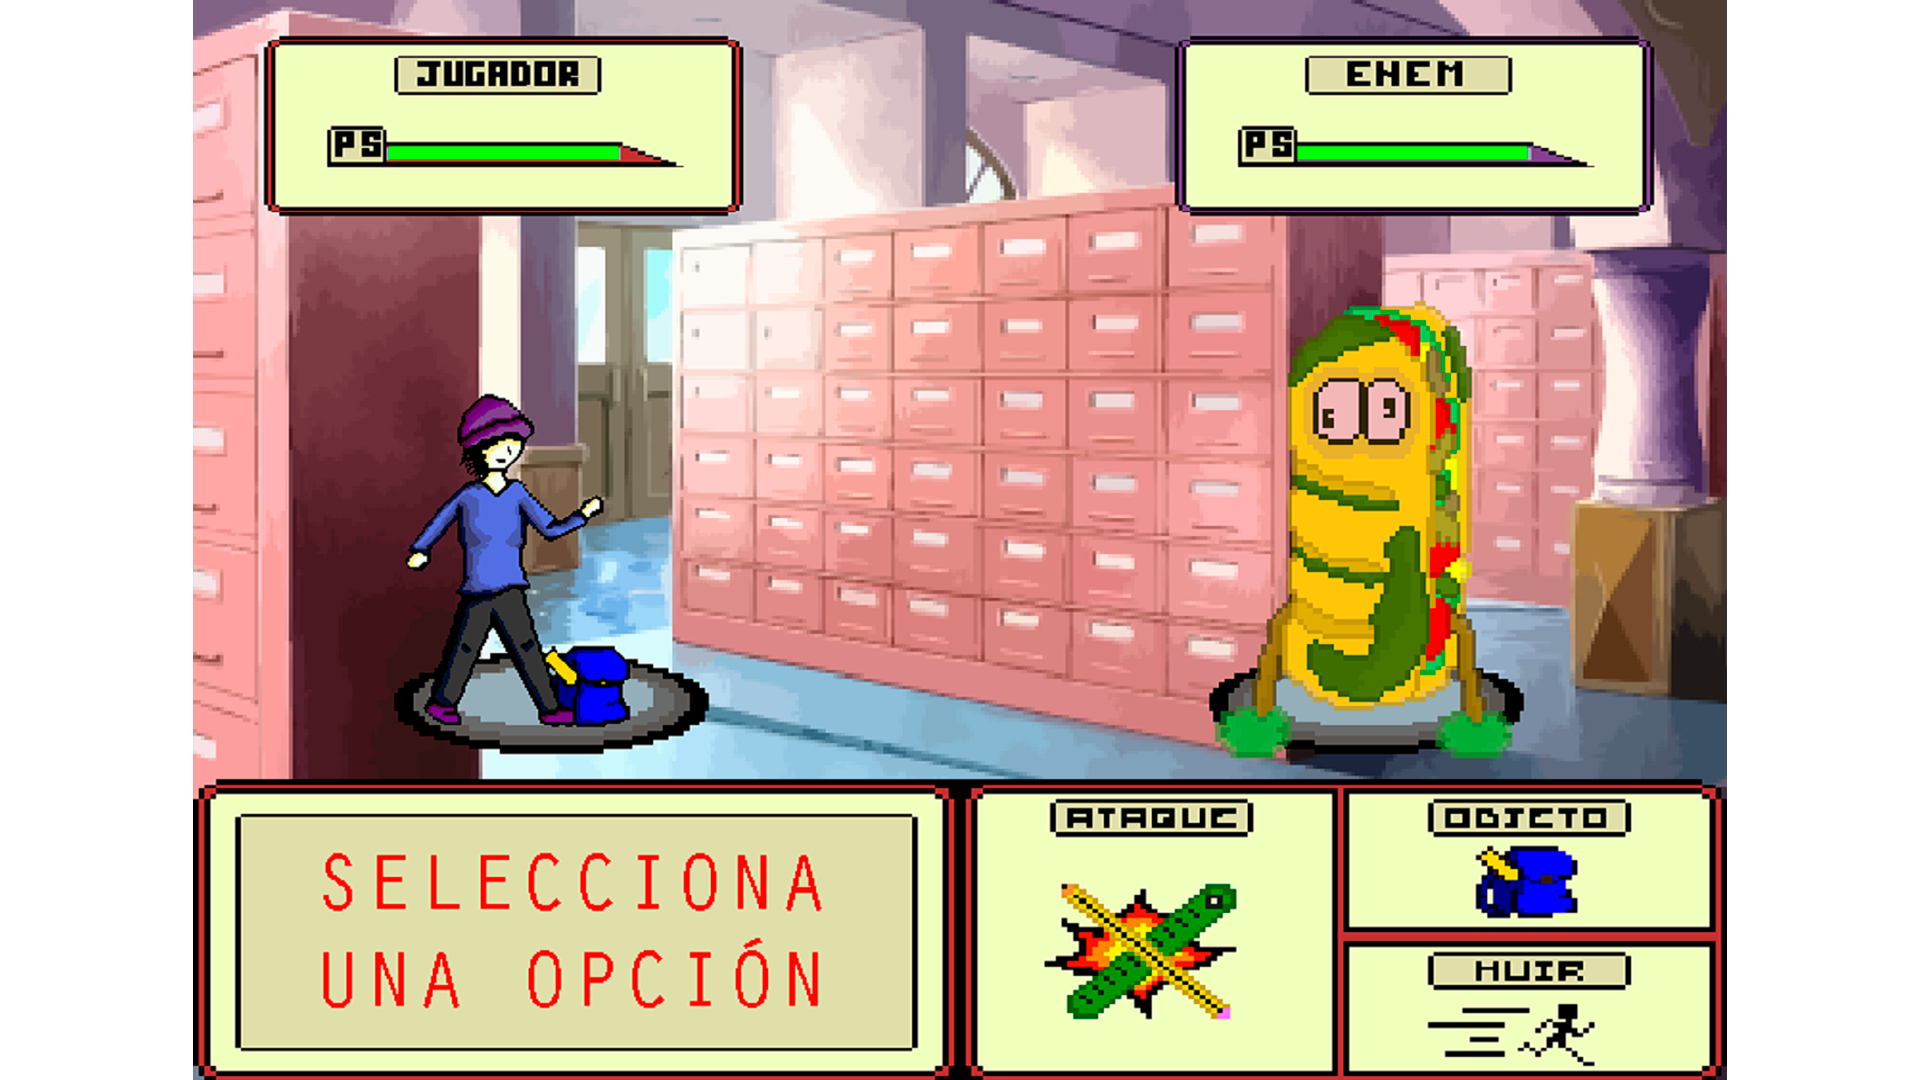 JUGADOR
PS
ENEM
PS
SELECCIONA
UNA OPCIÓN
ATAQUE
OBJETO
HUIR